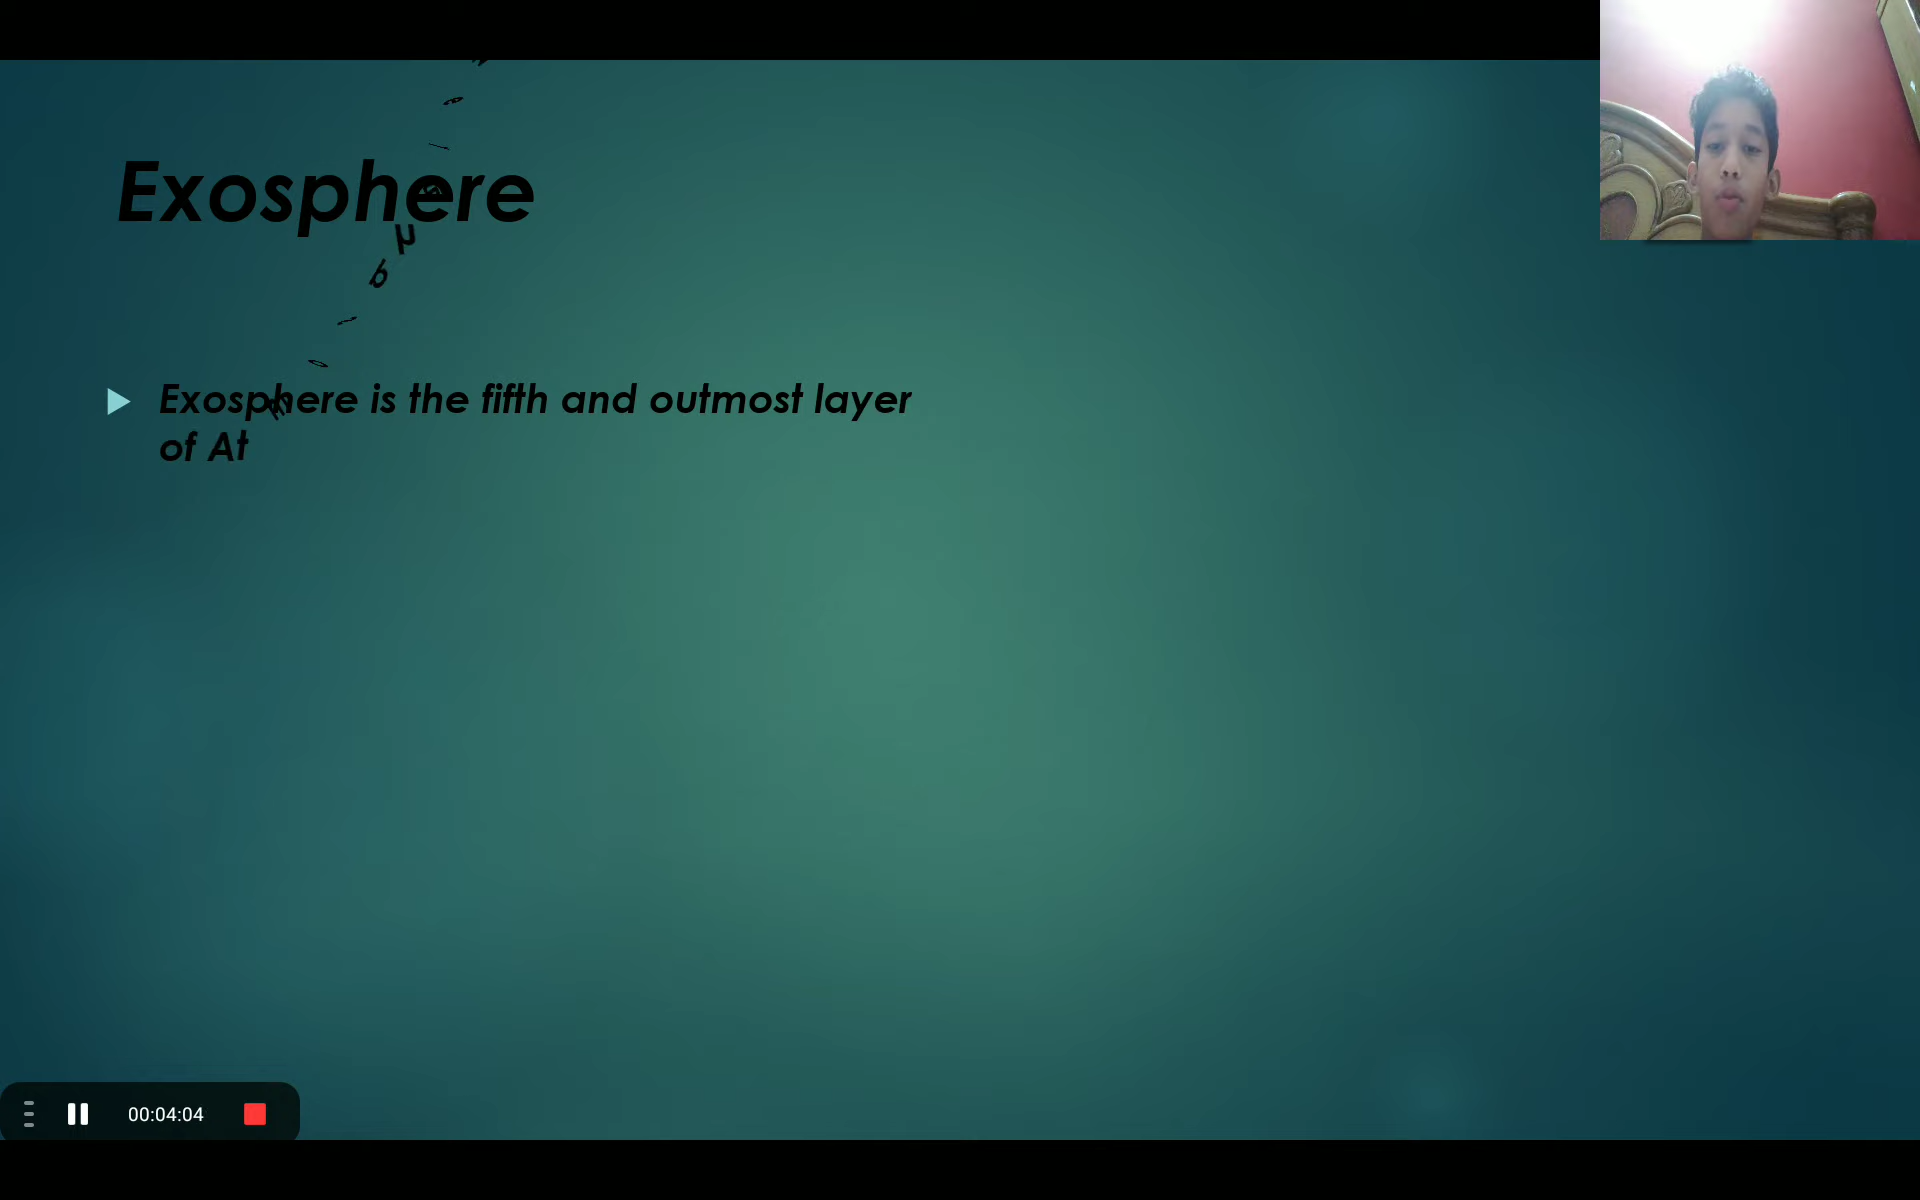 Exosphere
Exosphere is the fifth and outmost layer
of At
00:04:04